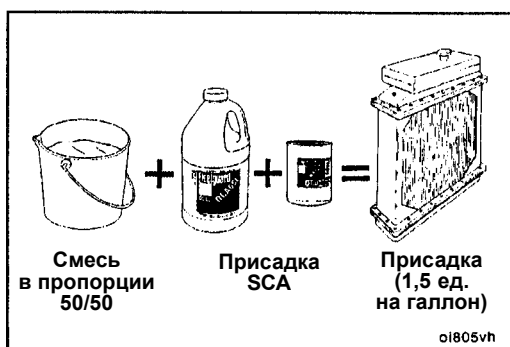 Смесь
в пропорции
50/50
Присадка
SCA
Присадка
(1,5 ед.
на галлон)
oi805vh